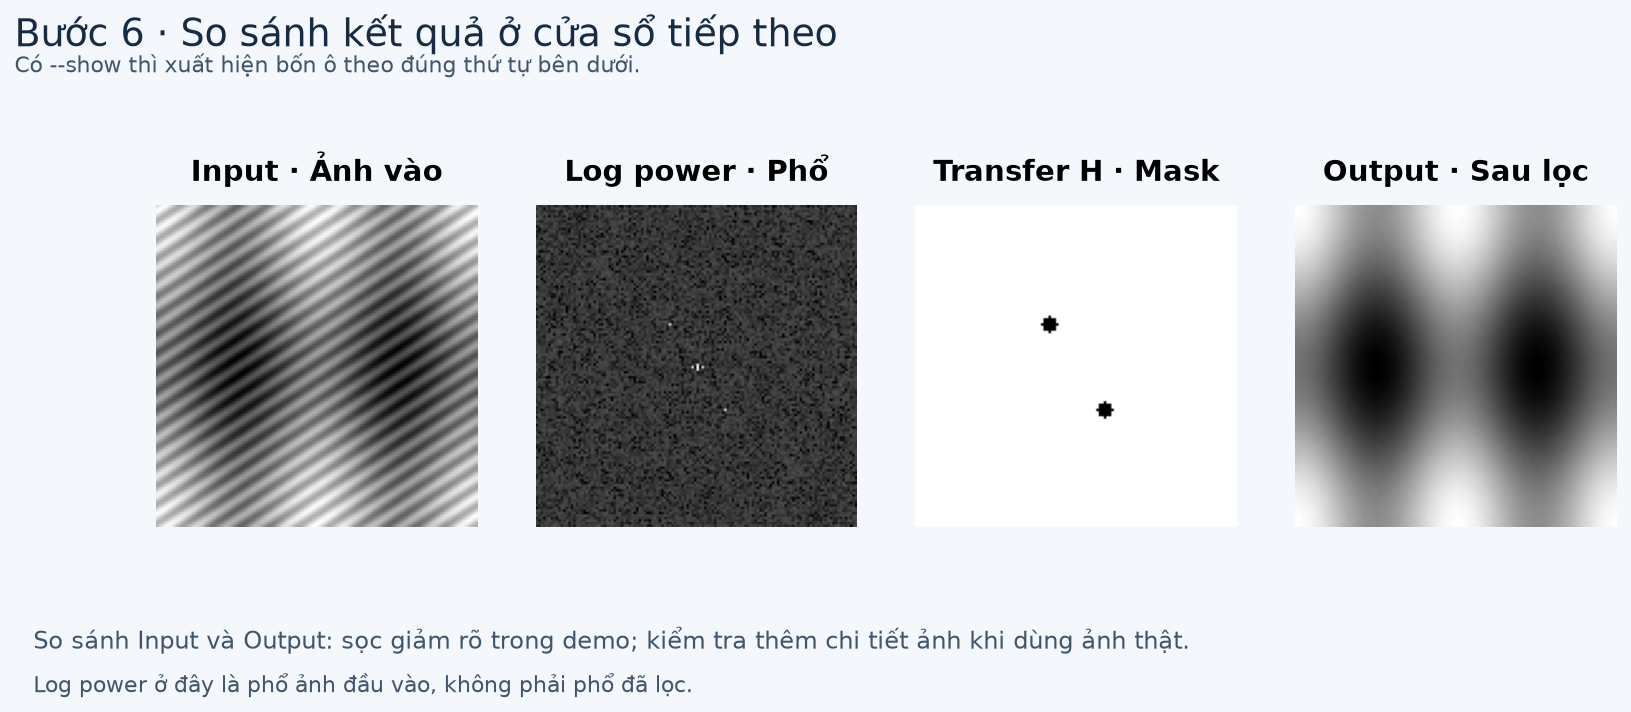 Bước 6 · So sánh kết quả ở cửa sổ tiếp theo
Có --show thì xuất hiện bốn ô theo đúng thứ tự bên dưới.
Input · Ảnh vào
Log power · Phổ
Transfer H · Mask
Output · Sau lọc
So sánh Input và Output: sọc giảm rõ trong demo; kiểm tra thêm chi tiết ảnh khi dùng ảnh thật.
Log power ở đây là phổ ảnh đầu vào, không phải phổ đã lọc.